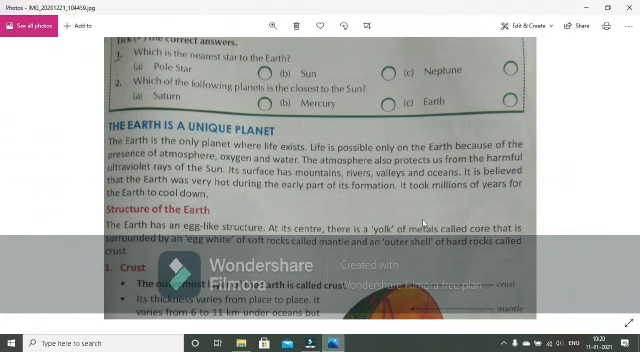 Photos - IMG_20201221_104459.jpg
See all photos
Add to
Edit & Create
Share
Tick the correct answers.
1. Which is the nearest star to the Earth?
(a) Pole Star (b) Sun (c) Neptune
2. Which of the following planets is the closest to the Sun?
(a) Saturn (b) Mercury (c) Earth
THE EARTH IS A UNIQUE PLANET
The Earth is the only planet where life exists. Life is possible only on the Earth because of the
presence of atmosphere, oxygen and water. The atmosphere also protects us from the harmful
ultraviolet rays of the Sun. Its surface has mountains, rivers, valleys and oceans. It is believed
that the Earth was very hot during the early part of its formation. It took millions of years for
the Earth to cool down.
Structure of the Earth
The Earth has an egg-like structure. At its centre, there is a 'yolk' of metals called core that is
surrounded by an 'egg white' of soft rocks called mantle and an 'outer shell' of hard rocks called
crust.
1. Crust
• The outermost layer of the Earth is called crust
• Its thickness varies from place to place. It
varies from 6 to 11 km under oceans but
crust
mantle
Wondershare
Filmora
Created with
Wondershare Filmora free plan
Type here to search
ENG
10:20
11-01-2021